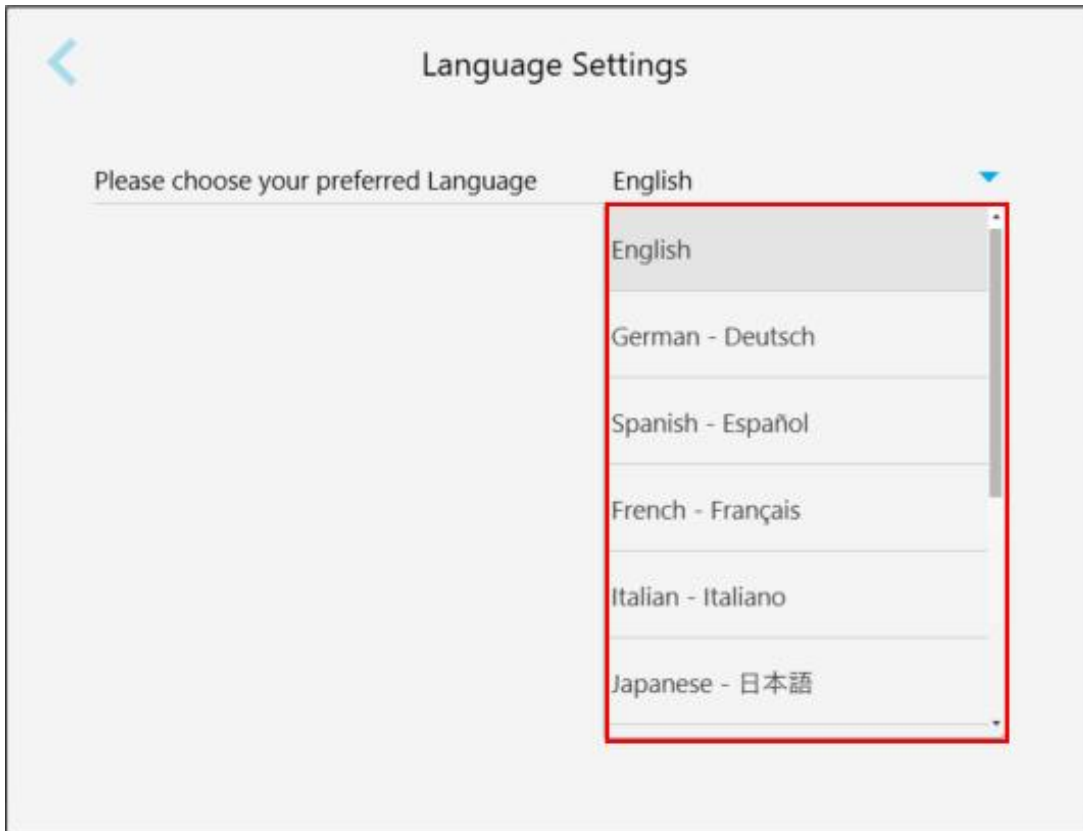 Language Settings
Please choose your preferred Language English
English
German - Deutsch
Spanish - Español
French - Français
Italian - Italiano
Japanese - 日本語